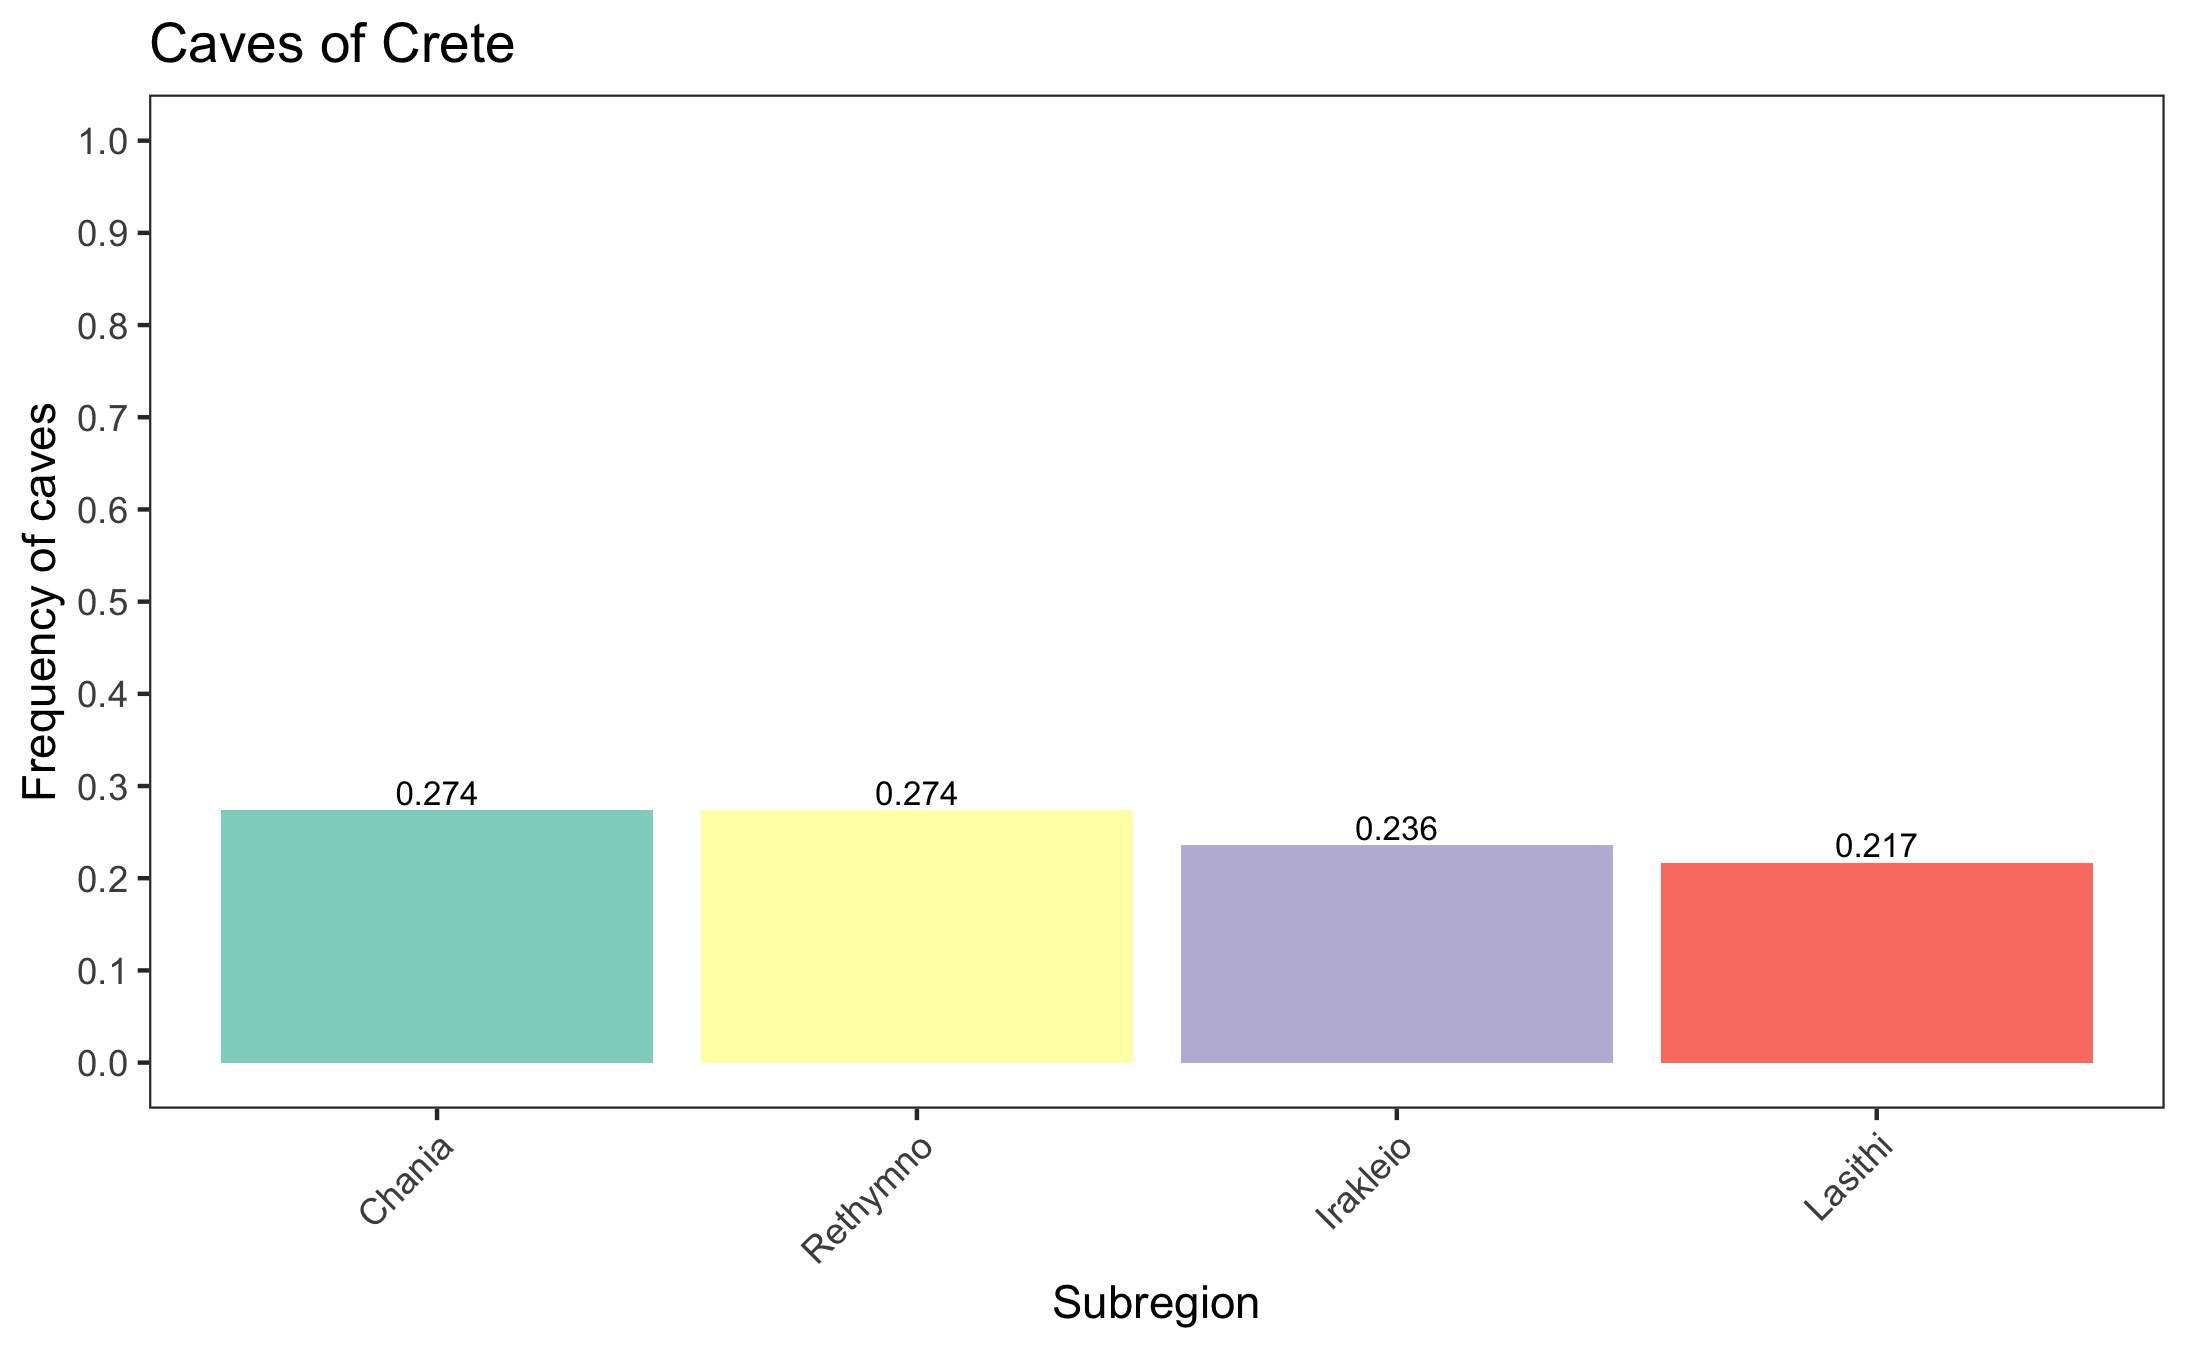 Caves of Crete
Frequency of caves
1.0
0.9
0.8
0.7
0.6
0.5
0.4
0.3
0.2
0.1
0.0
0.274
0.274
0.236
0.217
Chania
Rethymno
Irakleio
Lasithi
Subregion